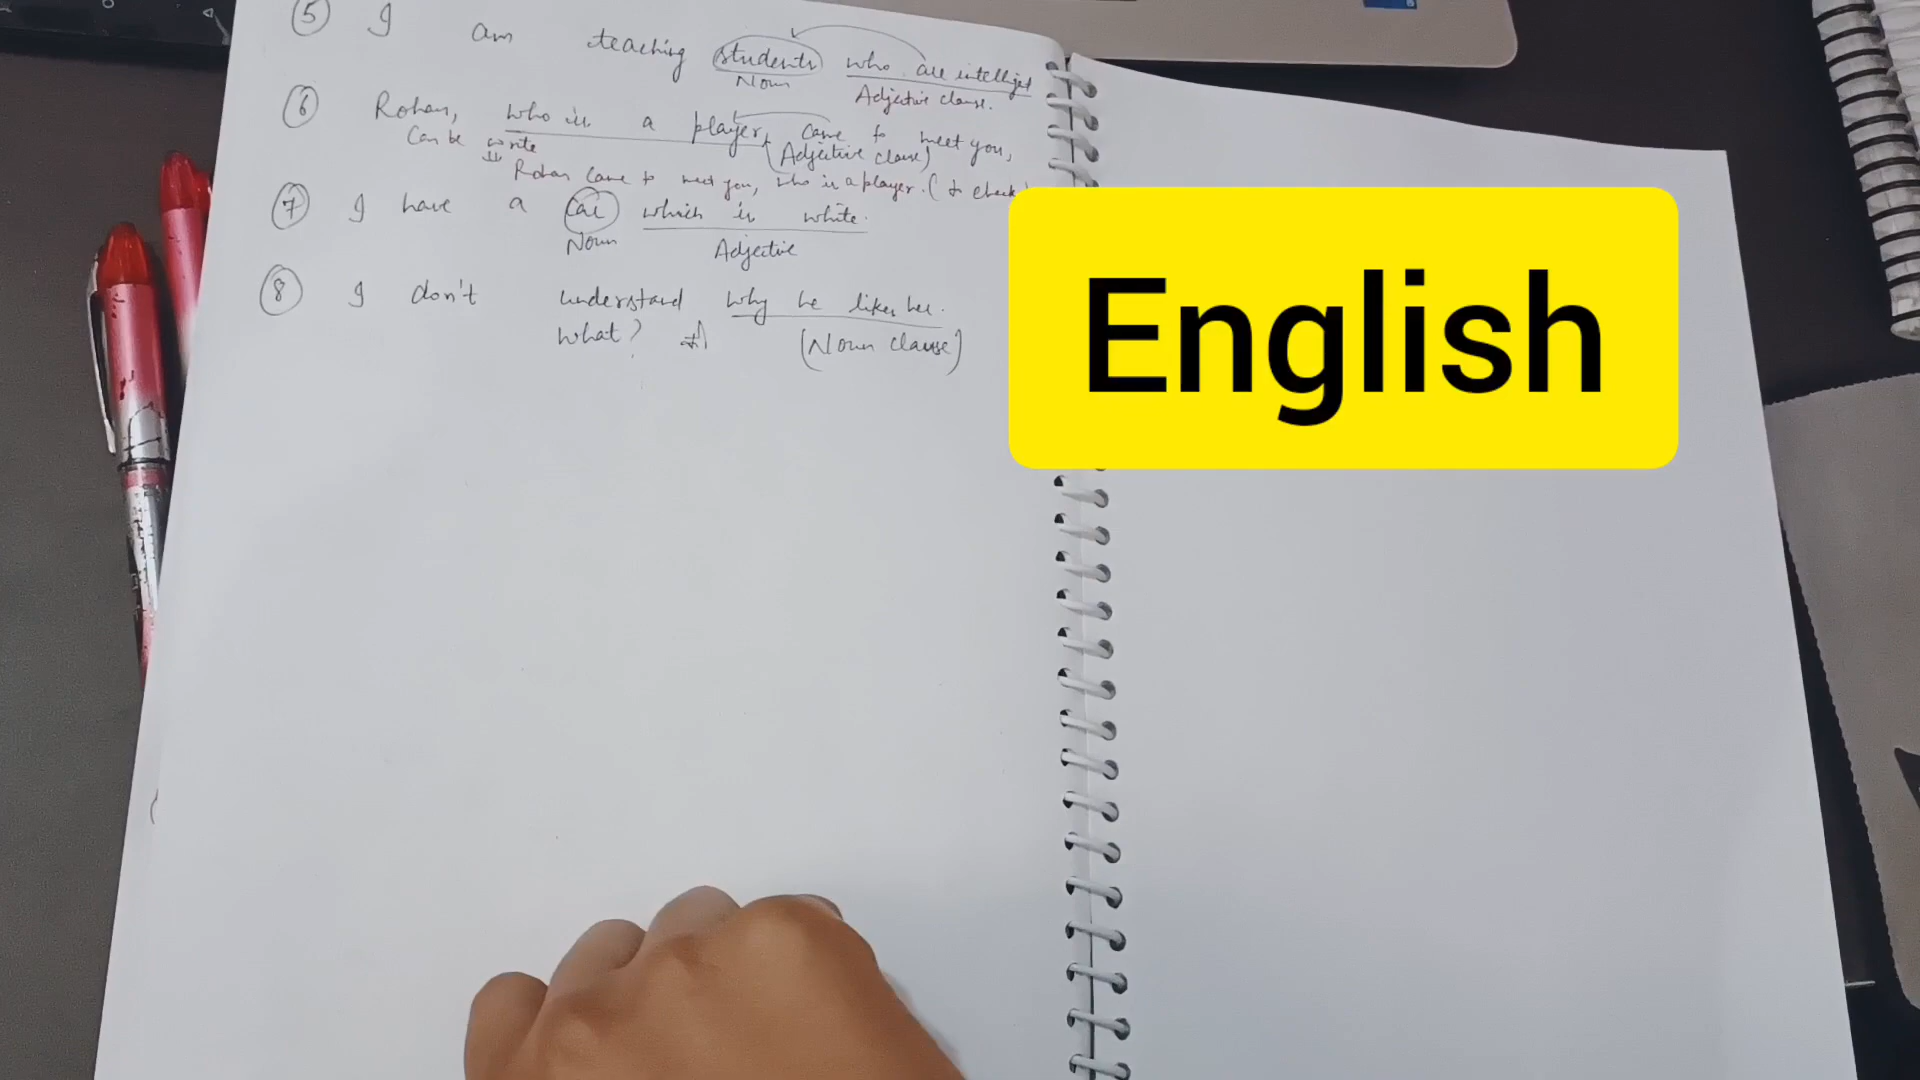 ⑤ I am teaching students who are intelligent
Noun Adjective clause.
⑥ Rohan, who is a player, came to meet you,
Can be write (Adjective clause)
⇓ Rohan came to meet you, who is a player. (to check)
⑦ I have a car which is white.
Noun Adjective
⑧ I don't understand why he likes her.
What? (Noun clause)
English